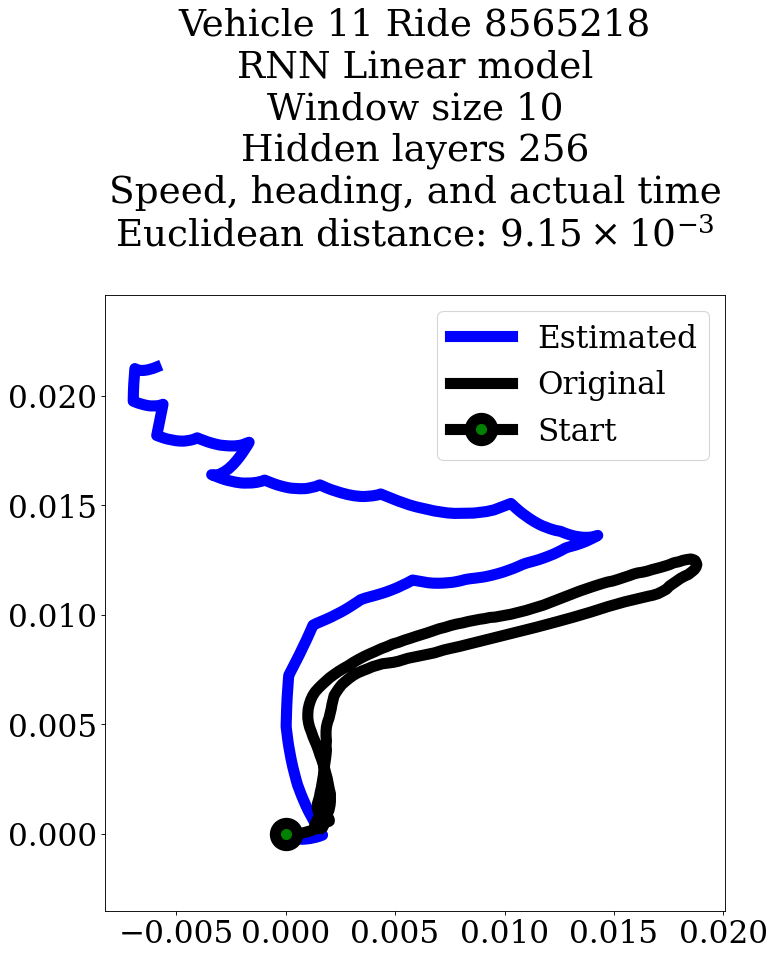 Vehicle 11 Ride 8565218
RNN Linear model
Window size 10
Hidden layers 256
Speed, heading, and actual time
Euclidean distance: 9.15 × 10⁻³
Estimated
Original
Start
0.020
0.015
0.010
0.005
0.000
−0.005 0.000 0.005 0.010 0.015 0.020